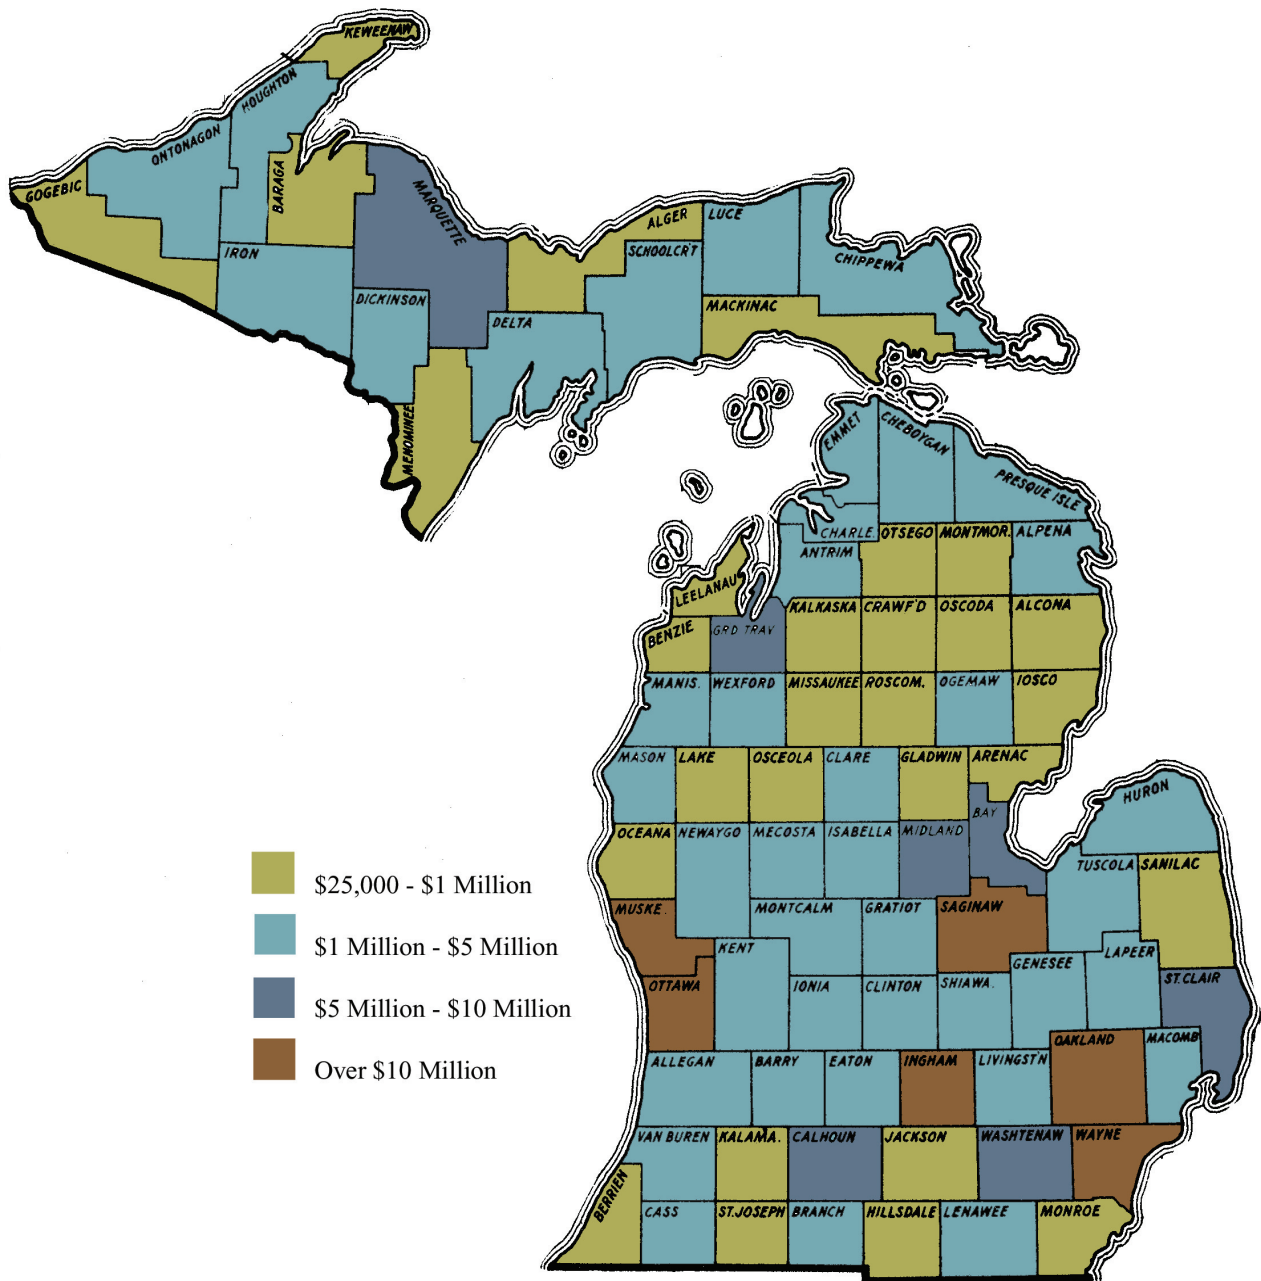 KEWEENAW
HOUGHTON
ONTONAGON
GOGEBIC
BARAGA
MARQUETTE
ALGER
LUCE
SCHOOLCR'T
CHIPPEWA
IRON
DICKINSON
DELTA
MACKINAC
MENOMINEE
EMMET
CHEBOYGAN
PRESQUE ISLE
CHARLE.
OTSEGO
MONTMOR.
ALPENA
ANTRIM
LEELANAU
KALKASKA
CRAWF'D
OSCODA
ALCONA
BENZIE
GRD TRAV
MANIS.
WEXFORD
MISSAUKEE
ROSCOM.
OGEMAW
IOSCO
MASON
LAKE
OSCEOLA
CLARE
GLADWIN
ARENAC
HURON
BAY
OCEANA
NEWAYGO
MECOSTA
ISABELLA
MIDLAND
TUSCOLA
SANILAC
MUSKE.
MONTCALM
GRATIOT
SAGINAW
KENT
GENESEE
LAPEER
OTTAWA
IONIA
CLINTON
SHIAWA.
ST. CLAIR
OAKLAND
MACOMB
ALLEGAN
BARRY
EATON
INGHAM
LIVINGST'N
VAN BUREN
KALAMA.
CALHOUN
JACKSON
WASHTENAW
WAYNE
BERRIEN
CASS
ST. JOSEPH
BRANCH
HILLSDALE
LENAWEE
MONROE
$25,000 - $1 Million
$1 Million - $5 Million
$5 Million - $10 Million
Over $10 Million